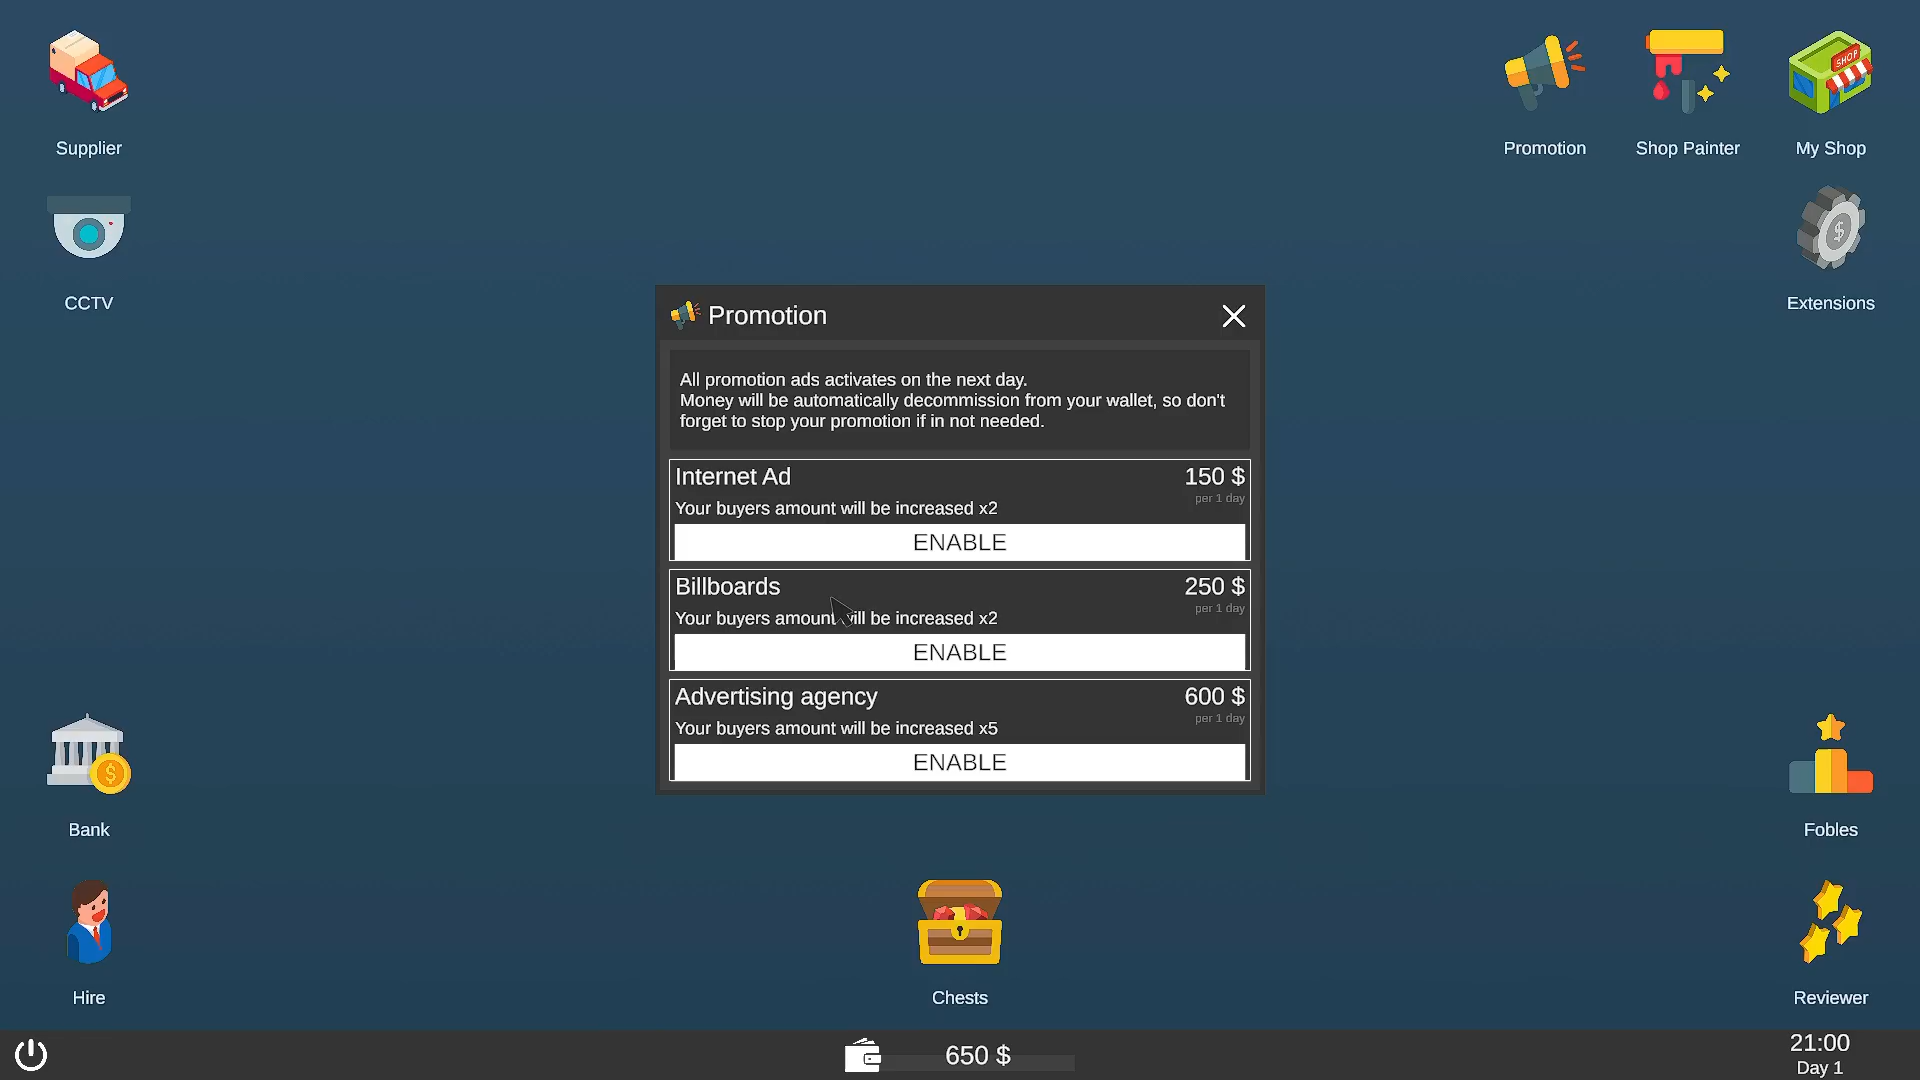 Supplier
CCTV
Promotion
Shop Painter
SHOP
My Shop
Extensions
Promotion
All promotion ads activates on the next day.
Money will be automatically decommission from your wallet, so don't
forget to stop your promotion if in not needed.
Internet Ad
150 $
per 1 day
Your buyers amount will be increased x2
ENABLE
Billboards
250 $
per 1 day
Your buyers amount will be increased x2
ENABLE
Advertising agency
600 $
per 1 day
Your buyers amount will be increased x5
ENABLE
Bank
Hire
Chests
Fobles
Reviewer
650 $
21:00
Day 1